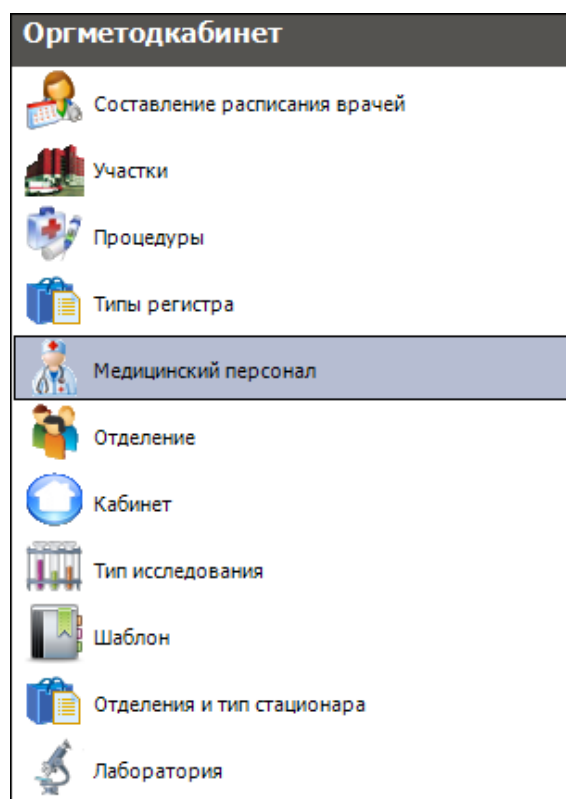 Оргметодкабинет
Составление расписания врачей
Участки
Процедуры
Типы регистра
Медицинский персонал
Отделение
Кабинет
Тип исследования
Шаблон
Отделения и тип стационара
Лаборатория